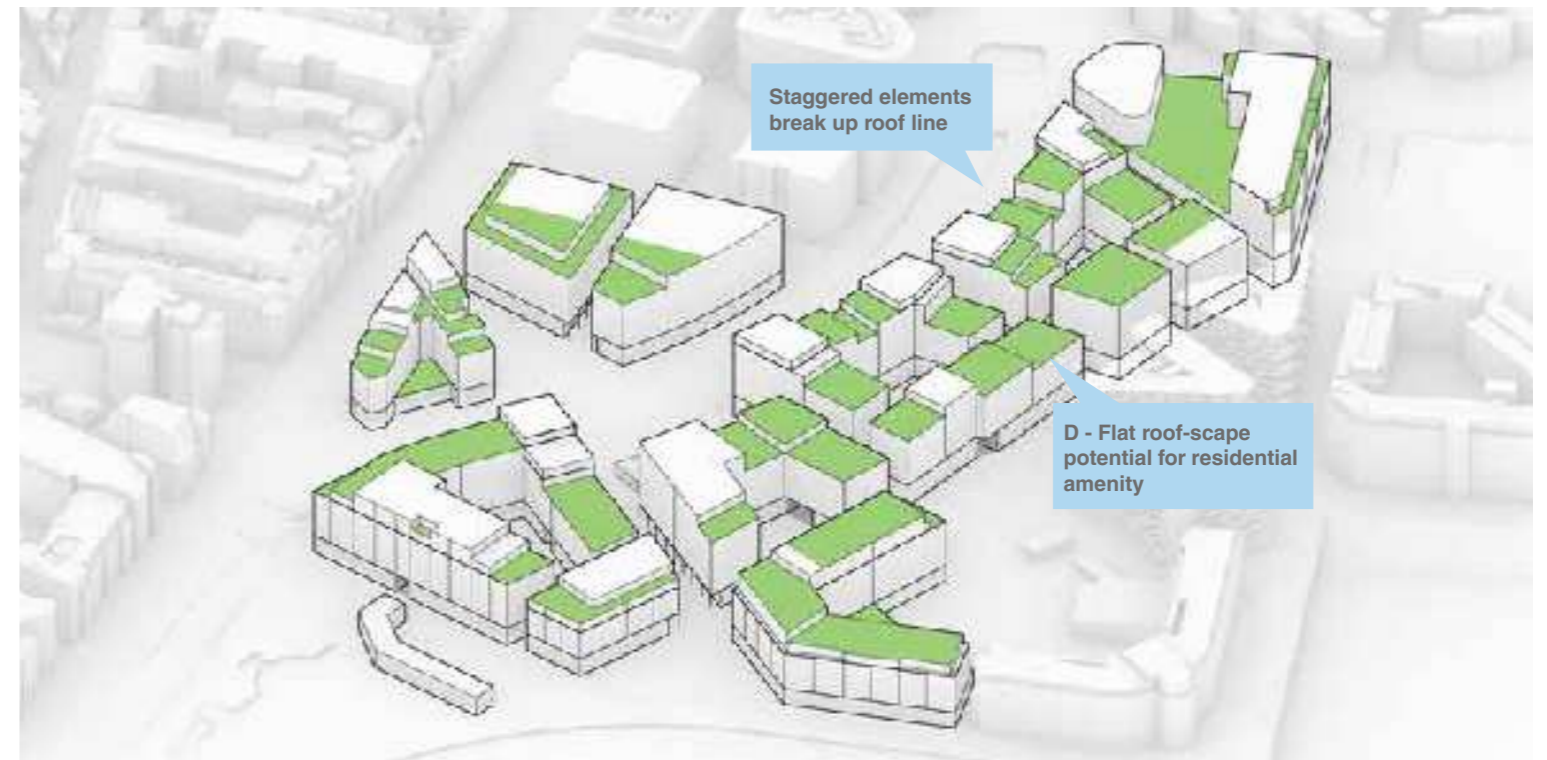 Staggered elements
break up roof line
D - Flat roof-scape
potential for residential
amenity